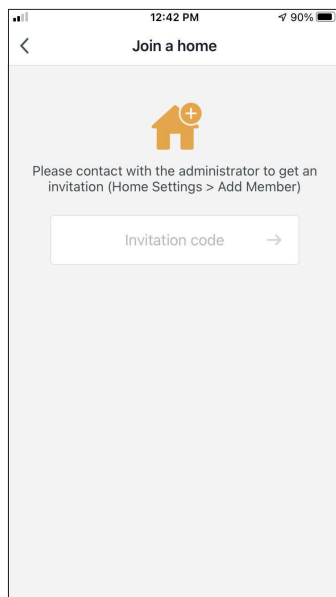 12:42 PM 90%
Join a home
Please contact with the administrator to get an
invitation (Home Settings > Add Member)
Invitation code